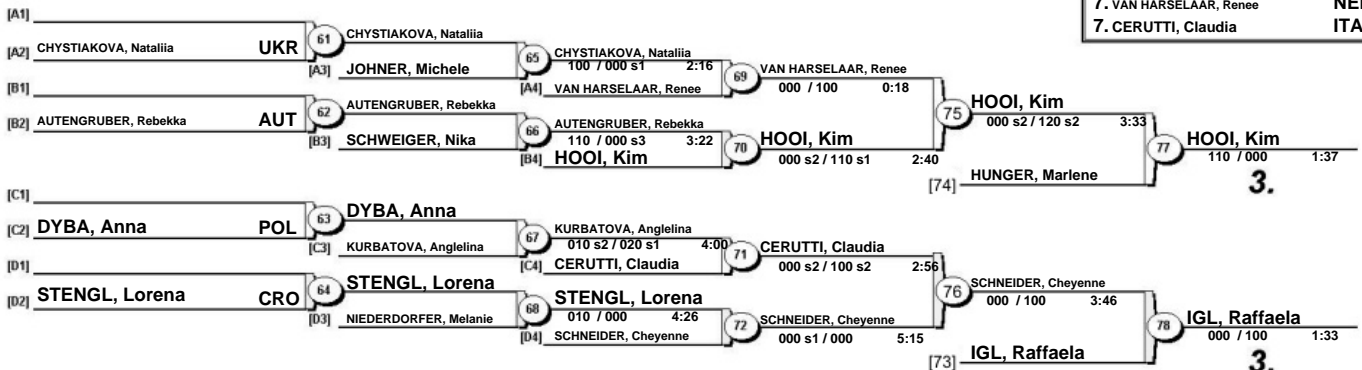 7. VAN HARSELAAR, Renee
7. CERUTTI, Claudia ITA
[A1]
[A2] CHYSTIAKOVA, Nataliia UKR
61 CHYSTIAKOVA, Nataliia
[A3] JOHNER, Michele
65 CHYSTIAKOVA, Nataliia
100 / 000 s1 2:16
[A4] VAN HARSELAAR, Renee
69 VAN HARSELAAR, Renee
000 / 100 0:18
[B1]
[B2] AUTENGRUBER, Rebekka AUT
62 AUTENGRUBER, Rebekka
[B3] SCHWEIGER, Nika
66 AUTENGRUBER, Rebekka
110 / 000 s3 3:22
[B4] HOOI, Kim
70 HOOI, Kim
000 s2 / 110 s1 2:40
75 HOOI, Kim
000 s2 / 120 s2 3:33
[74] HUNGER, Marlene
77 HOOI, Kim
110 / 000 1:37
3.
[C1]
[C2] DYBA, Anna POL
63 DYBA, Anna
[C3] KURBATOVA, Anglelina
67 KURBATOVA, Anglelina
010 s2 / 020 s1 4:00
[C4] CERUTTI, Claudia
71 CERUTTI, Claudia
000 s2 / 100 s2 2:56
[D1]
[D2] STENGL, Lorena CRO
64 STENGL, Lorena
[D3] NIEDERDORFER, Melanie
68 STENGL, Lorena
010 / 000 4:26
[D4] SCHNEIDER, Cheyenne
72 SCHNEIDER, Cheyenne
000 s1 / 000 5:15
76 SCHNEIDER, Cheyenne
000 / 100 3:46
[73] IGL, Raffaela
78 IGL, Raffaela
000 / 100 1:33
3.